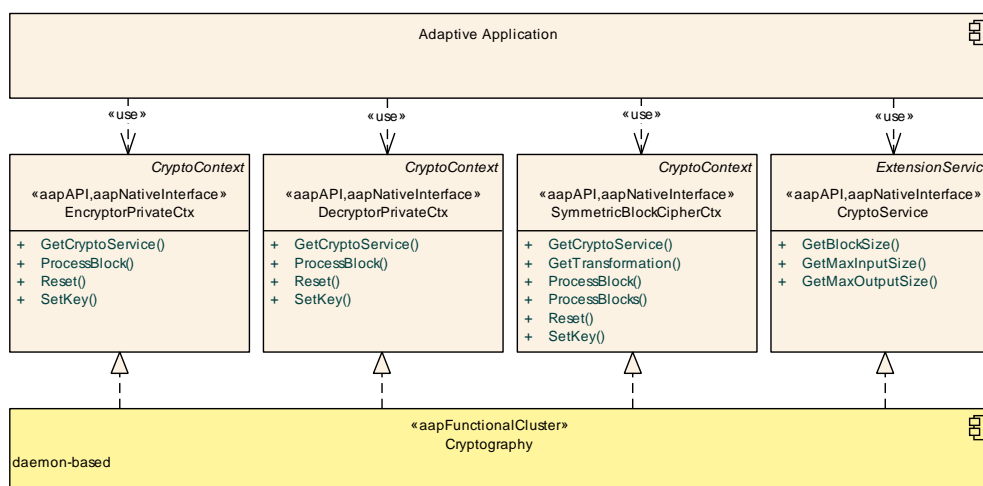 Adaptive Application
«use» «use» «use» «use»
CryptoContext
«aapAPI,aapNativeInterface»
EncryptorPrivateCtx
+ GetCryptoService()
+ ProcessBlock()
+ Reset()
+ SetKey()
CryptoContext
«aapAPI,aapNativeInterface»
DecryptorPrivateCtx
+ GetCryptoService()
+ ProcessBlock()
+ Reset()
+ SetKey()
CryptoContext
«aapAPI,aapNativeInterface»
SymmetricBlockCipherCtx
+ GetCryptoService()
+ GetTransformation()
+ ProcessBlock()
+ ProcessBlocks()
+ Reset()
+ SetKey()
ExtensionService
«aapAPI,aapNativeInterface»
CryptoService
+ GetBlockSize()
+ GetMaxInputSize()
+ GetMaxOutputSize()
«aapFunctionalCluster»
Cryptography
daemon-based